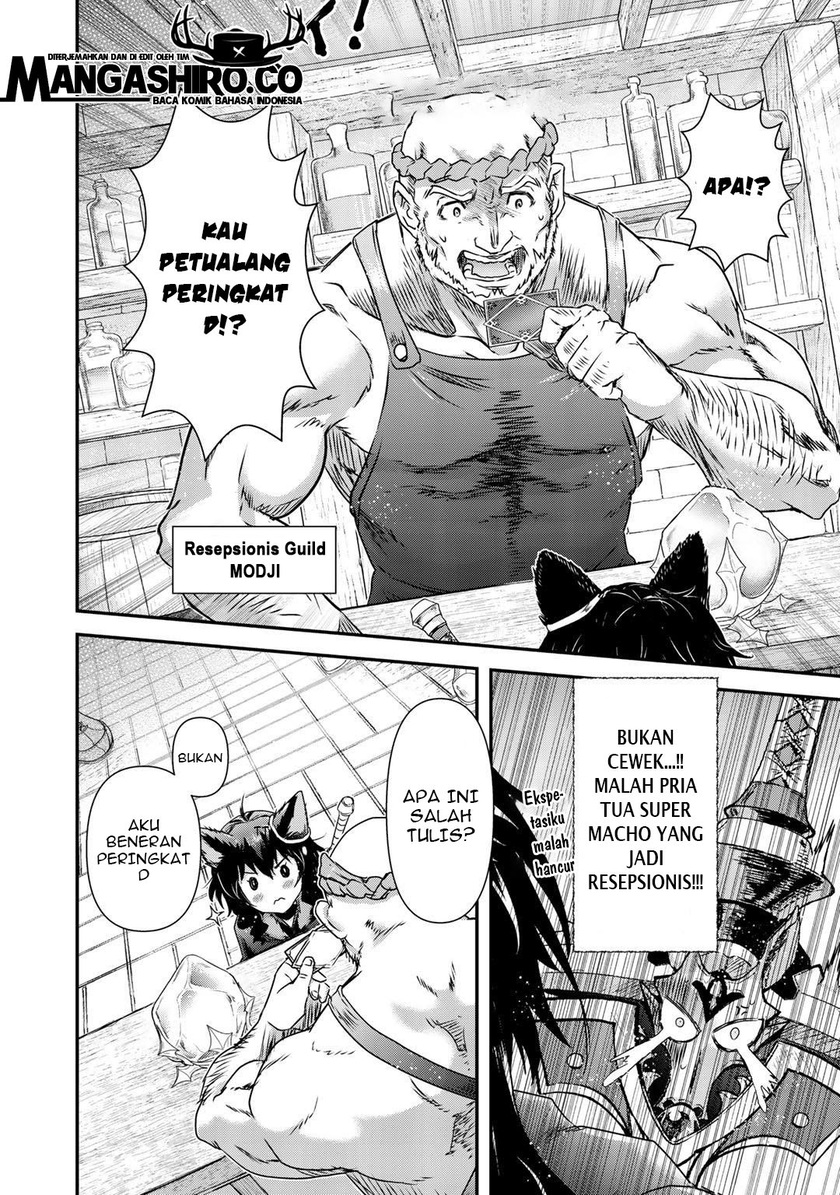 DITERJEMAHKAN DAN DI EDIT OLEH TIM
MANGASHIRO.CO
BACA KOMIK BAHASA INDONESIA
APA!?
KAU
PETUALANG
PERINGKAT
D!?
Resepsionis Guild
MODJI
BUKAN
CEWEK...!!
MALAH PRIA
TUA SUPER
MACHO YANG
JADI
RESEPSIONIS!!!
Ekspe-
tasiku
malah
hancur
APA INI
SALAH
TULIS?
BUKAN
AKU
BENERAN
PERINGKAT
D